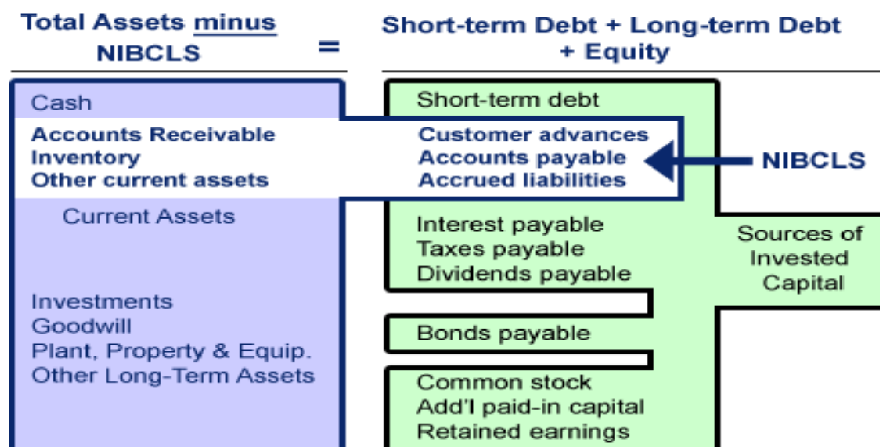 Total Assets minus
NIBCLS
=
Short-term Debt + Long-term Debt
+ Equity
Cash
Accounts Receivable
Inventory
Other current assets
Current Assets
Investments
Goodwill
Plant, Property & Equip.
Other Long-Term Assets
Short-term debt
Customer advances
Accounts payable
Accrued liabilities
NIBCLS
Interest payable
Taxes payable
Dividends payable
Bonds payable
Common stock
Add'l paid-in capital
Retained earnings
Sources of
Invested
Capital